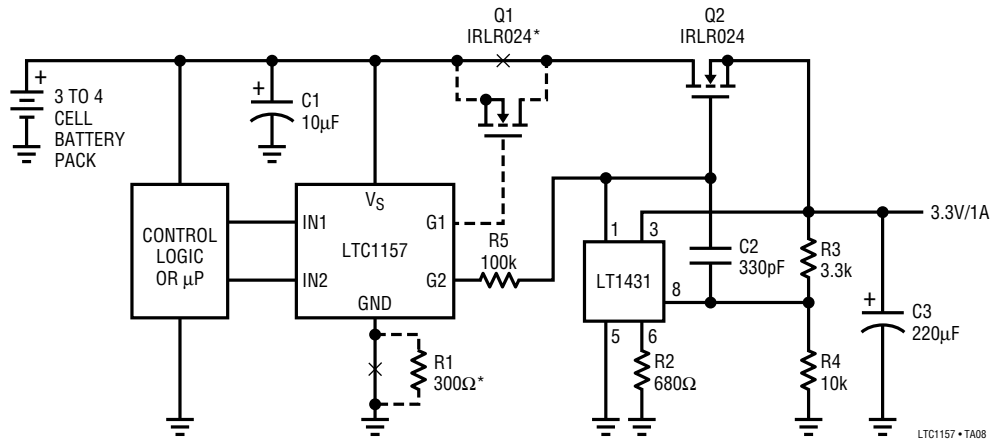 Q1
IRLR024*
Q2
IRLR024
+
3 TO 4
CELL
BATTERY
PACK
+
C1
10µF
CONTROL
LOGIC
OR µP
IN1
IN2
VS
LTC1157
GND
G1
G2
R5
100k
R1
300Ω*
1
3
LT1431
8
5
6
R2
680Ω
C2
330pF
3.3V/1A
R3
3.3k
R4
10k
+
C3
220µF
LTC1157 • TA08